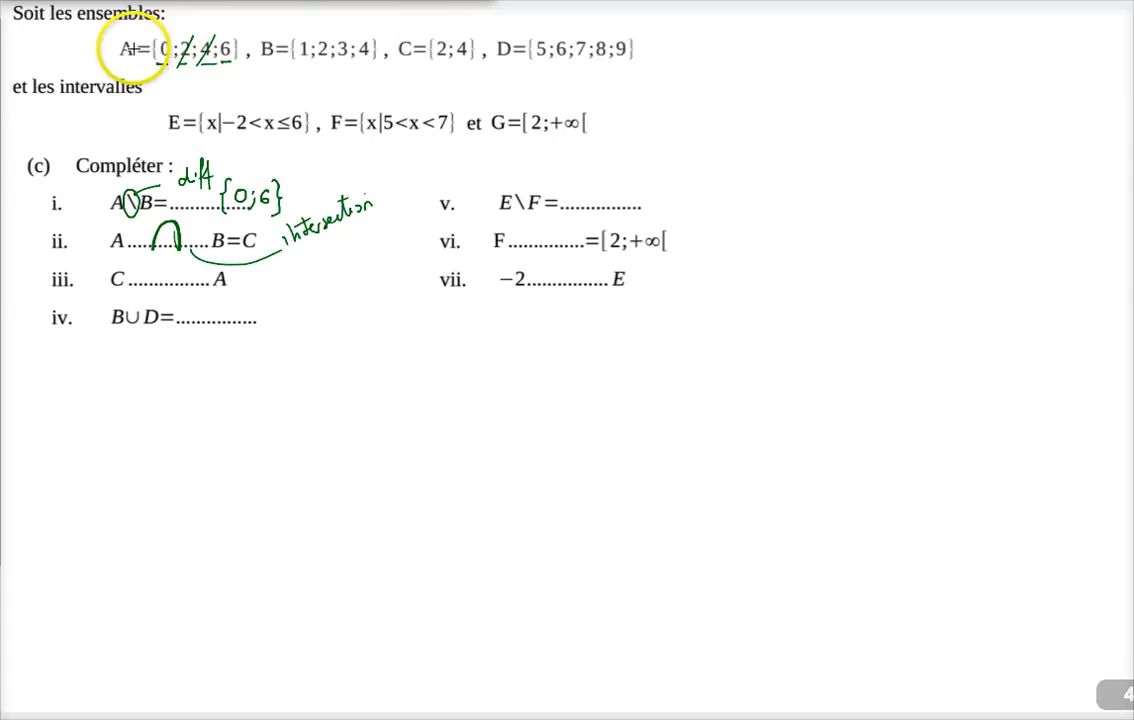 Soit les ensembles:
A={0;2;4;6} , B={1;2;3;4} , C={2;4} , D={5;6;7;8;9}
et les intervalles
E={x|−2<x≤6} , F={x|5<x<7} et G=[2;+∞[
(c) Compléter :
diff
i. A\B=................{0;6}
ii. A......∩......B=C
intersection
iii. C ................ A
iv. B∪D=................
v. E\F=................
vi. F...............=[2;+∞[
vii. −2................ E
4